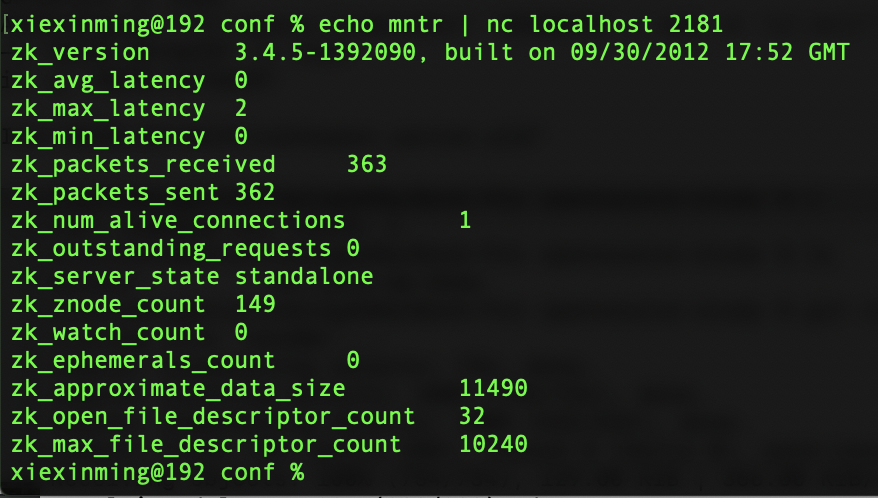 [xiexinming@192 conf % echo mntr | nc localhost 2181
zk_version 3.4.5-1392090, built on 09/30/2012 17:52 GMT
zk_avg_latency 0
zk_max_latency 2
zk_min_latency 0
zk_packets_received 363
zk_packets_sent 362
zk_num_alive_connections 1
zk_outstanding_requests 0
zk_server_state standalone
zk_znode_count 149
zk_watch_count 0
zk_ephemerals_count 0
zk_approximate_data_size 11490
zk_open_file_descriptor_count 32
zk_max_file_descriptor_count 10240
xiexinming@192 conf %